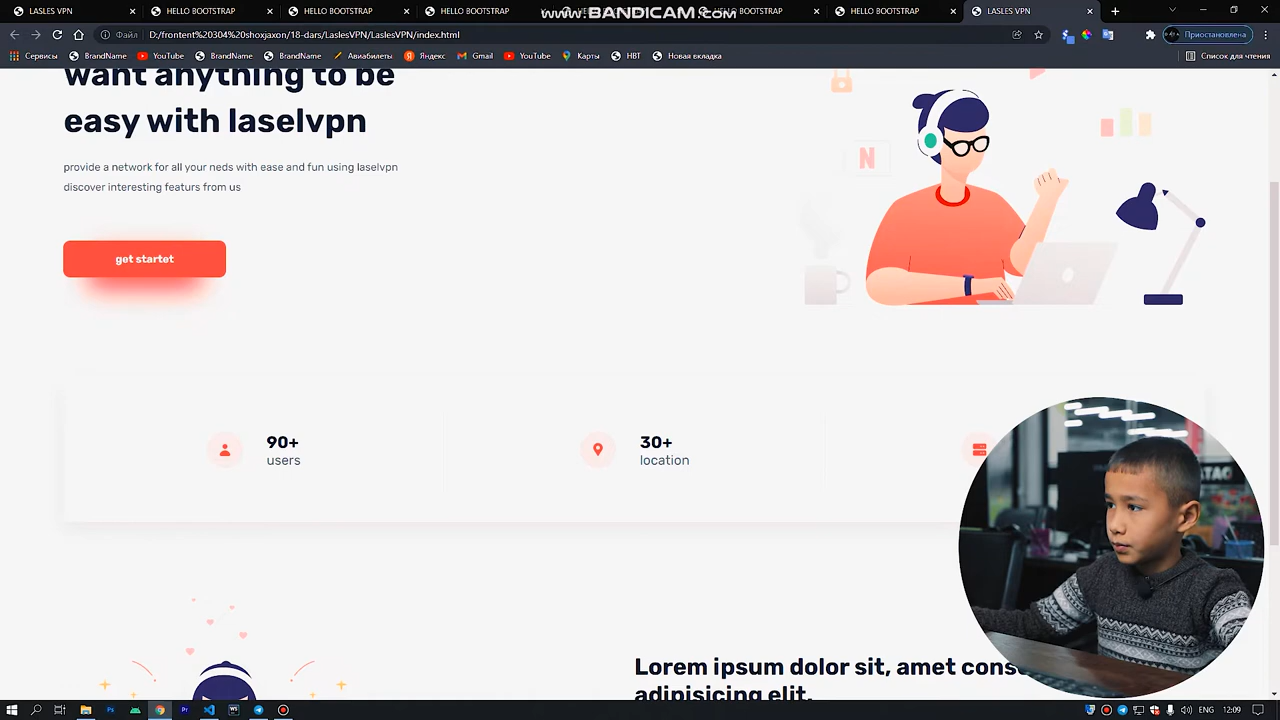 LASLES VPN
HELLO BOOTSTRAP
HELLO BOOTSTRAP
HELLO BOOTSTRAP
www.BANDICAM.com
BOOTSTRAP
HELLO BOOTSTRAP
LASLES VPN
Файл
D:/frontent%20304%20shoxjaxon/18-dars/LaslesVPN/LaslesVPN/index.html
Приостановлена
Сервисы
BrandName
YouTube
BrandName
BrandName
Авиабилеты
Яндекс
Gmail
YouTube
Карты
НВТ
Новая вкладка
Список для чтения
want anything to be
easy with laselvpn
provide a network for all your neds with ease and fun using laselvpn
discover interesting featurs from us
get startet
N
90+
users
30+
location
Lorem ipsum dolor sit, amet
adipisicing elit.
ENG
12:09